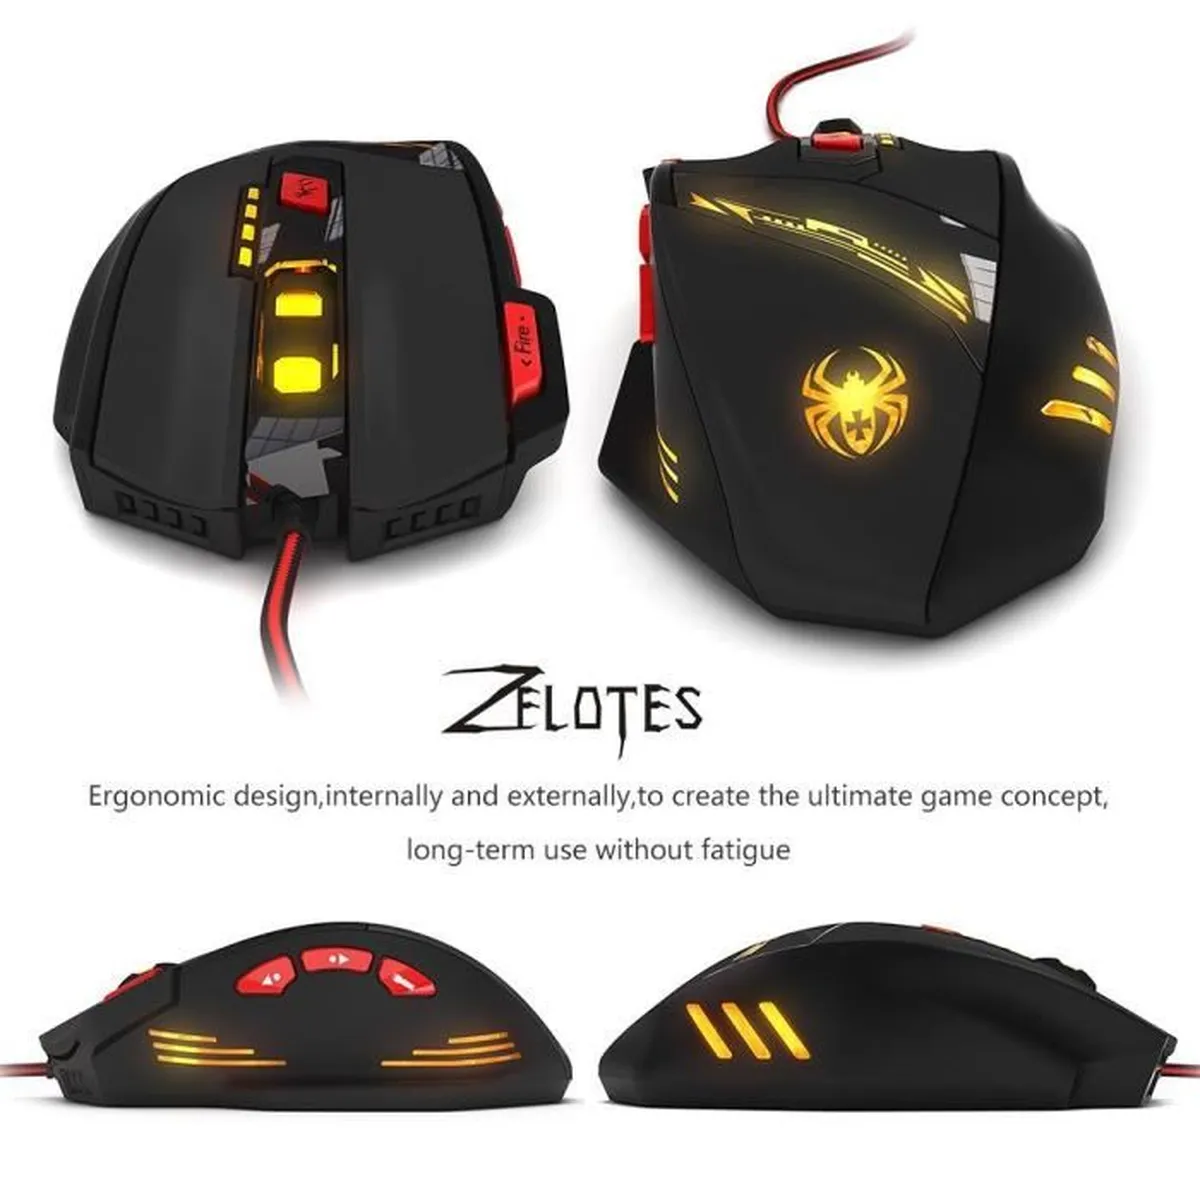 Fire
ZELOTES
Ergonomic design,internally and externally,to create the ultimate game concept,
long-term use without fatigue